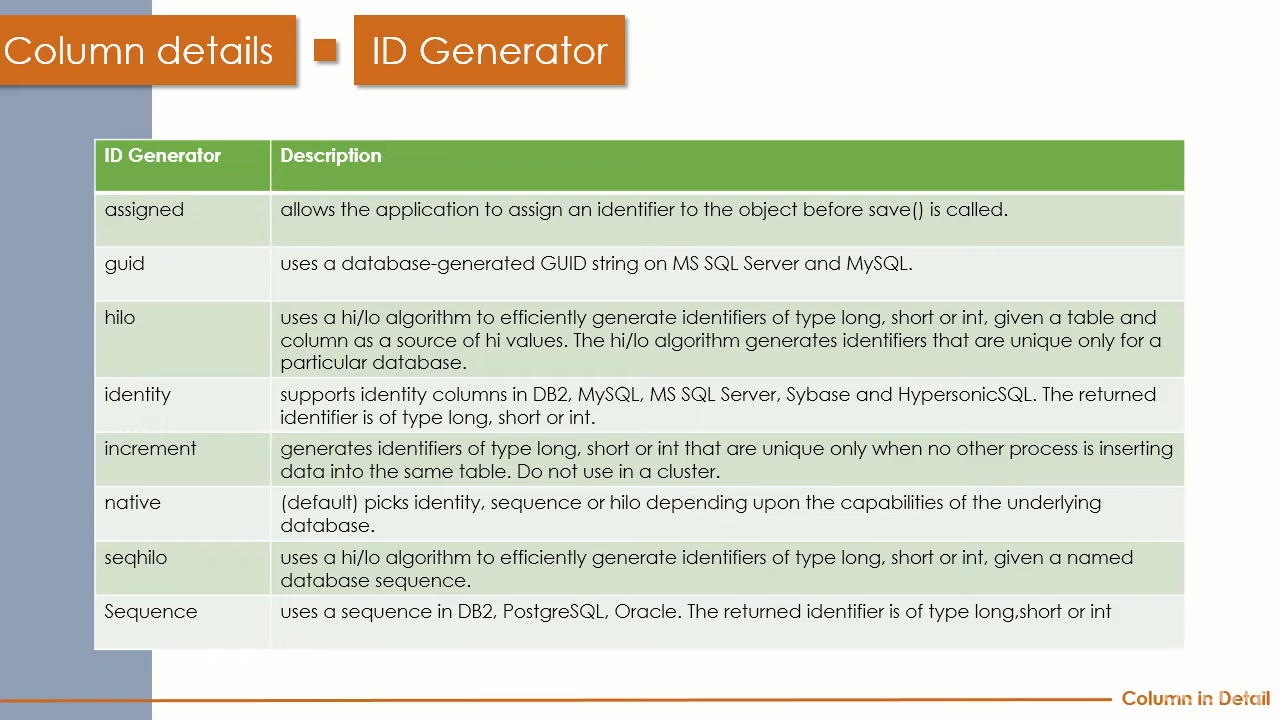 Column details
ID Generator
ID Generator
Description
assigned
allows the application to assign an identifier to the object before save() is called.
guid
uses a database-generated GUID string on MS SQL Server and MySQL.
hilo
uses a hi/lo algorithm to efficiently generate identifiers of type long, short or int, given a table and
column as a source of hi values. The hi/lo algorithm generates identifiers that are unique only for a
particular database.
identity
supports identity columns in DB2, MySQL, MS SQL Server, Sybase and HypersonicSQL. The returned
identifier is of type long, short or int.
increment
generates identifiers of type long, short or int that are unique only when no other process is inserting
data into the same table. Do not use in a cluster.
native
(default) picks identity, sequence or hilo depending upon the capabilities of the underlying
database.
seqhilo
uses a hi/lo algorithm to efficiently generate identifiers of type long, short or int, given a named
database sequence.
Sequence
uses a sequence in DB2, PostgreSQL, Oracle. The returned identifier is of type long,short or int
Column in Detail